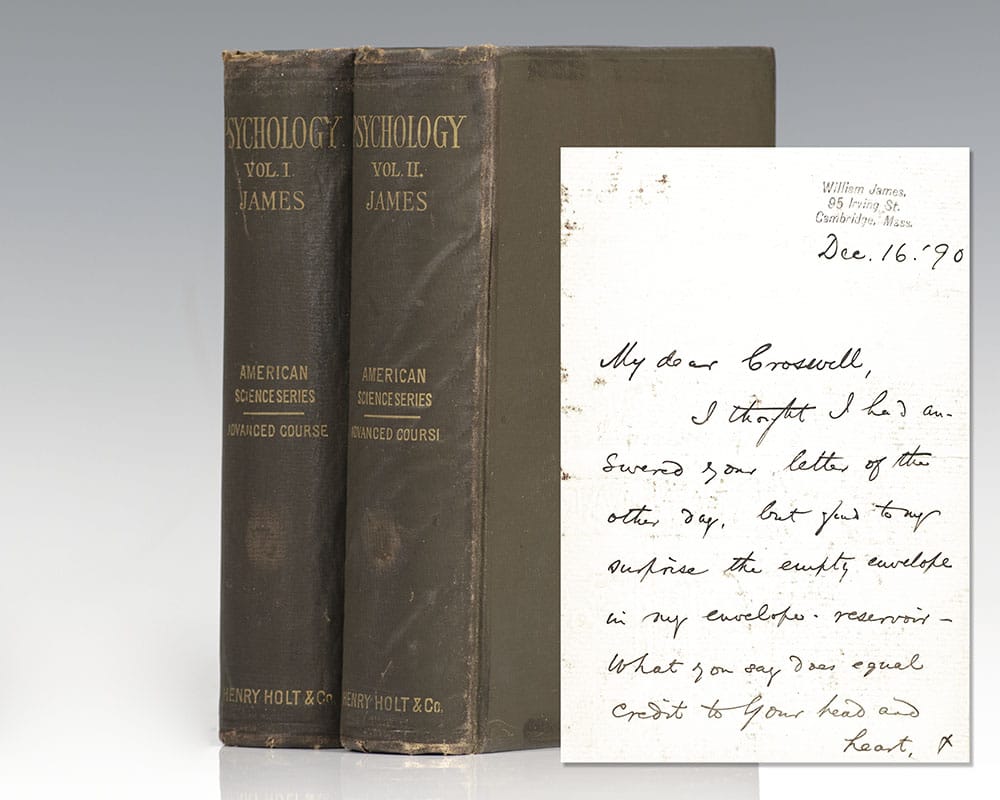 PSYCHOLOGY
VOL. I.
JAMES
AMERICAN
SCIENCE SERIES
ADVANCED COURSE
HENRY HOLT & Co.
PSYCHOLOGY
VOL. II.
JAMES
AMERICAN
SCIENCE SERIES
ADVANCED COURSE
HENRY HOLT & Co.
William James.
95 Irving St.
Cambridge, Mass.
Dec. 16. '90
My dear Croswell,
I thought I had an-
swered your letter of the
other day, but find to my
surprise the empty envelope
in my envelope-reservoir –
What you say does equal
credit to your head and
heart,